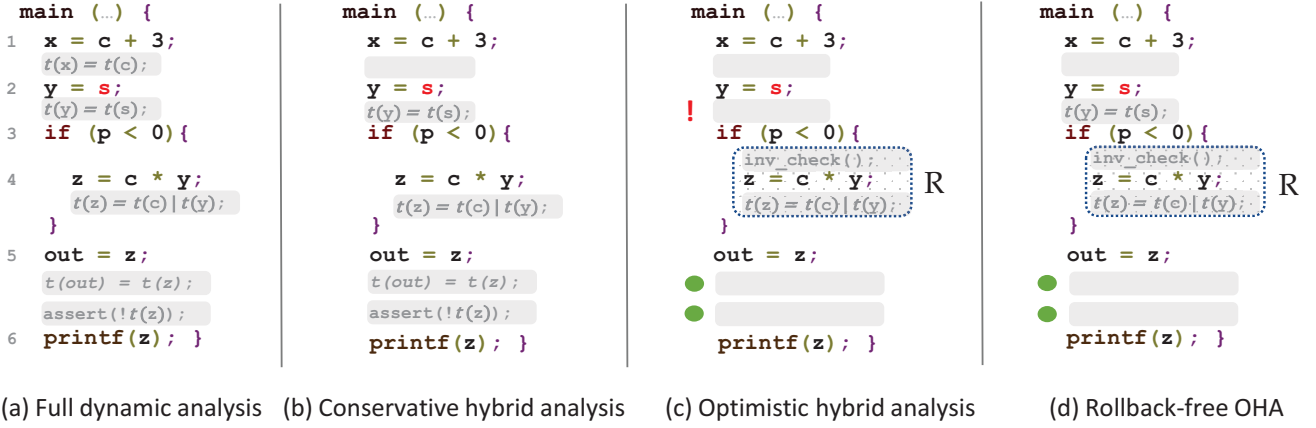 main (…) {
1 x = c + 3;
t(x) = t(c);
2 y = s;
t(y) = t(s);
3 if (p < 0){
4 z = c * y;
t(z) = t(c)|t(y);
}
5 out = z;
t(out) = t(z);
assert(!t(z));
6 printf(z); }
(a) Full dynamic analysis
main (…) {
x = c + 3;
y = s;
t(y) = t(s);
if (p < 0){
z = c * y;
t(z) = t(c)|t(y);
}
out = z;
t(out) = t(z);
assert(!t(z));
printf(z); }
(b) Conservative hybrid analysis
main (…) {
x = c + 3;
y = s;
!
if (p < 0){
inv_check();
z = c * y;
t(z) = t(c)|t(y);
ℝ
}
out = z;
printf(z); }
(c) Optimistic hybrid analysis
main (…) {
x = c + 3;
y = s;
t(y) = t(s);
if (p < 0){
inv_check();
z = c * y;
t(z) = t(c)|t(y);
ℝ
}
out = z;
printf(z); }
(d) Rollback-free OHA